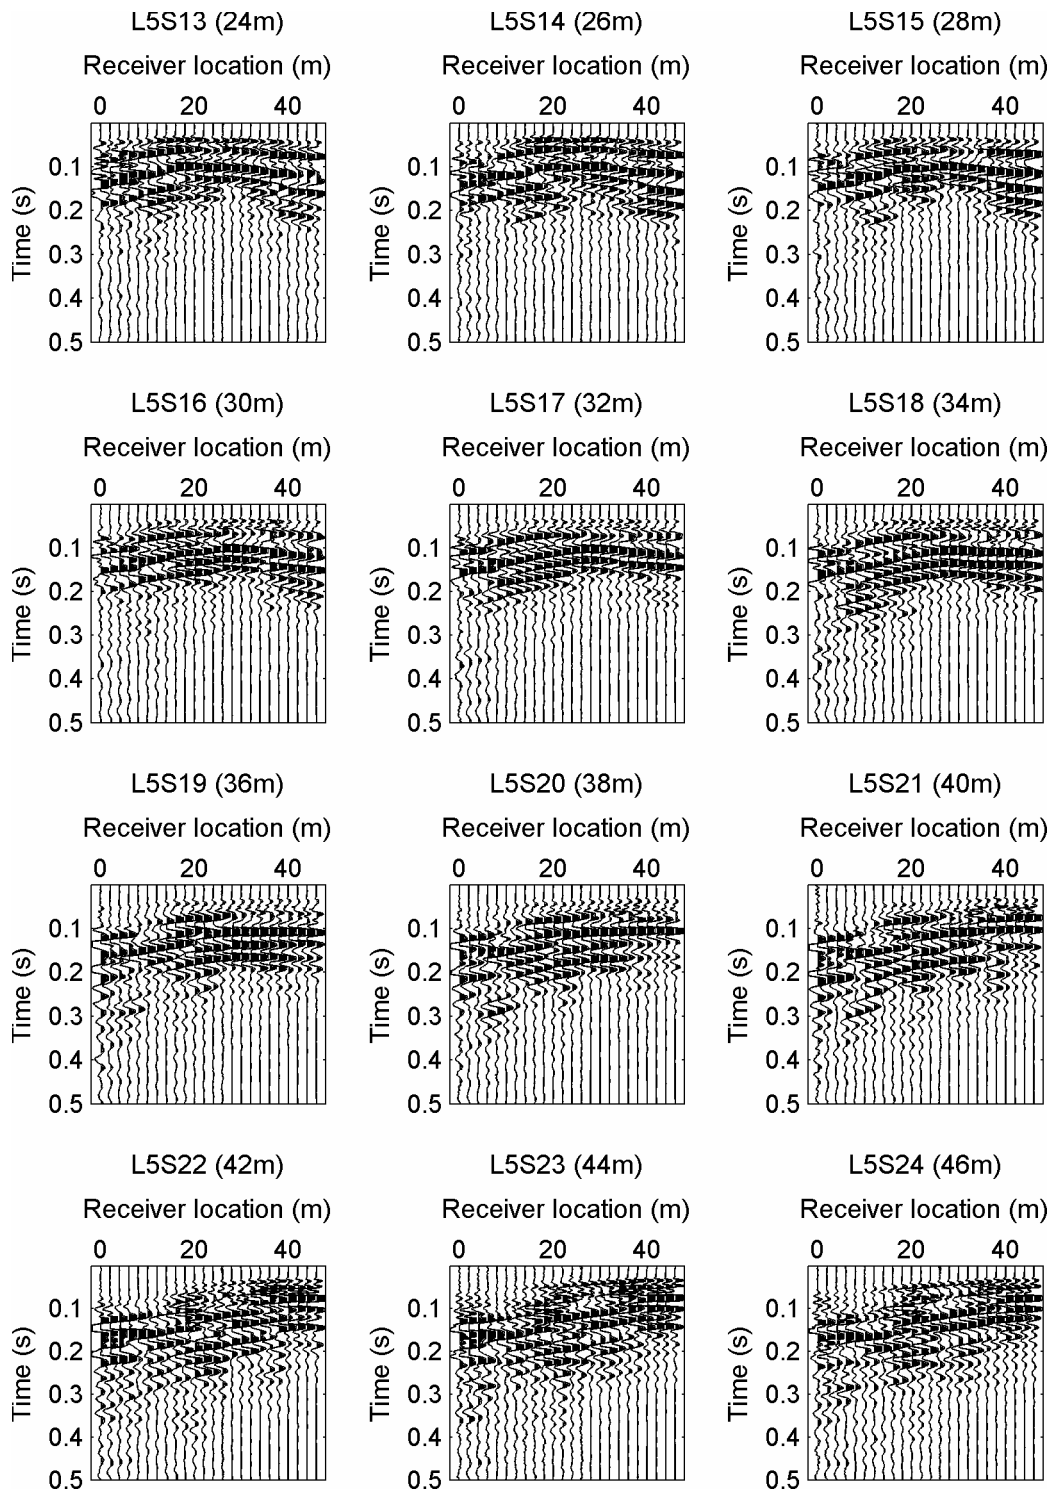 L5S13 (24m) L5S14 (26m) L5S15 (28m)
Receiver location (m) Receiver location (m) Receiver location (m)
0 20 40 0 20 40 0 20 40
Time (s) Time (s) Time (s)
0.1 0.1 0.1
0.2 0.2 0.2
0.3 0.3 0.3
0.4 0.4 0.4
0.5 0.5 0.5
L5S16 (30m) L5S17 (32m) L5S18 (34m)
Receiver location (m) Receiver location (m) Receiver location (m)
0 20 40 0 20 40 0 20 40
Time (s) Time (s) Time (s)
0.1 0.1 0.1
0.2 0.2 0.2
0.3 0.3 0.3
0.4 0.4 0.4
0.5 0.5 0.5
L5S19 (36m) L5S20 (38m) L5S21 (40m)
Receiver location (m) Receiver location (m) Receiver location (m)
0 20 40 0 20 40 0 20 40
Time (s) Time (s) Time (s)
0.1 0.1 0.1
0.2 0.2 0.2
0.3 0.3 0.3
0.4 0.4 0.4
0.5 0.5 0.5
L5S22 (42m) L5S23 (44m) L5S24 (46m)
Receiver location (m) Receiver location (m) Receiver location (m)
0 20 40 0 20 40 0 20 40
Time (s) Time (s) Time (s)
0.1 0.1 0.1
0.2 0.2 0.2
0.3 0.3 0.3
0.4 0.4 0.4
0.5 0.5 0.5